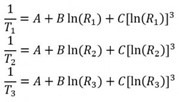 1/T₁ = A + B ln(R₁) + C[ln(R₁)]³
1/T₂ = A + B ln(R₂) + C[ln(R₂)]³
1/T₃ = A + B ln(R₃) + C[ln(R₃)]³